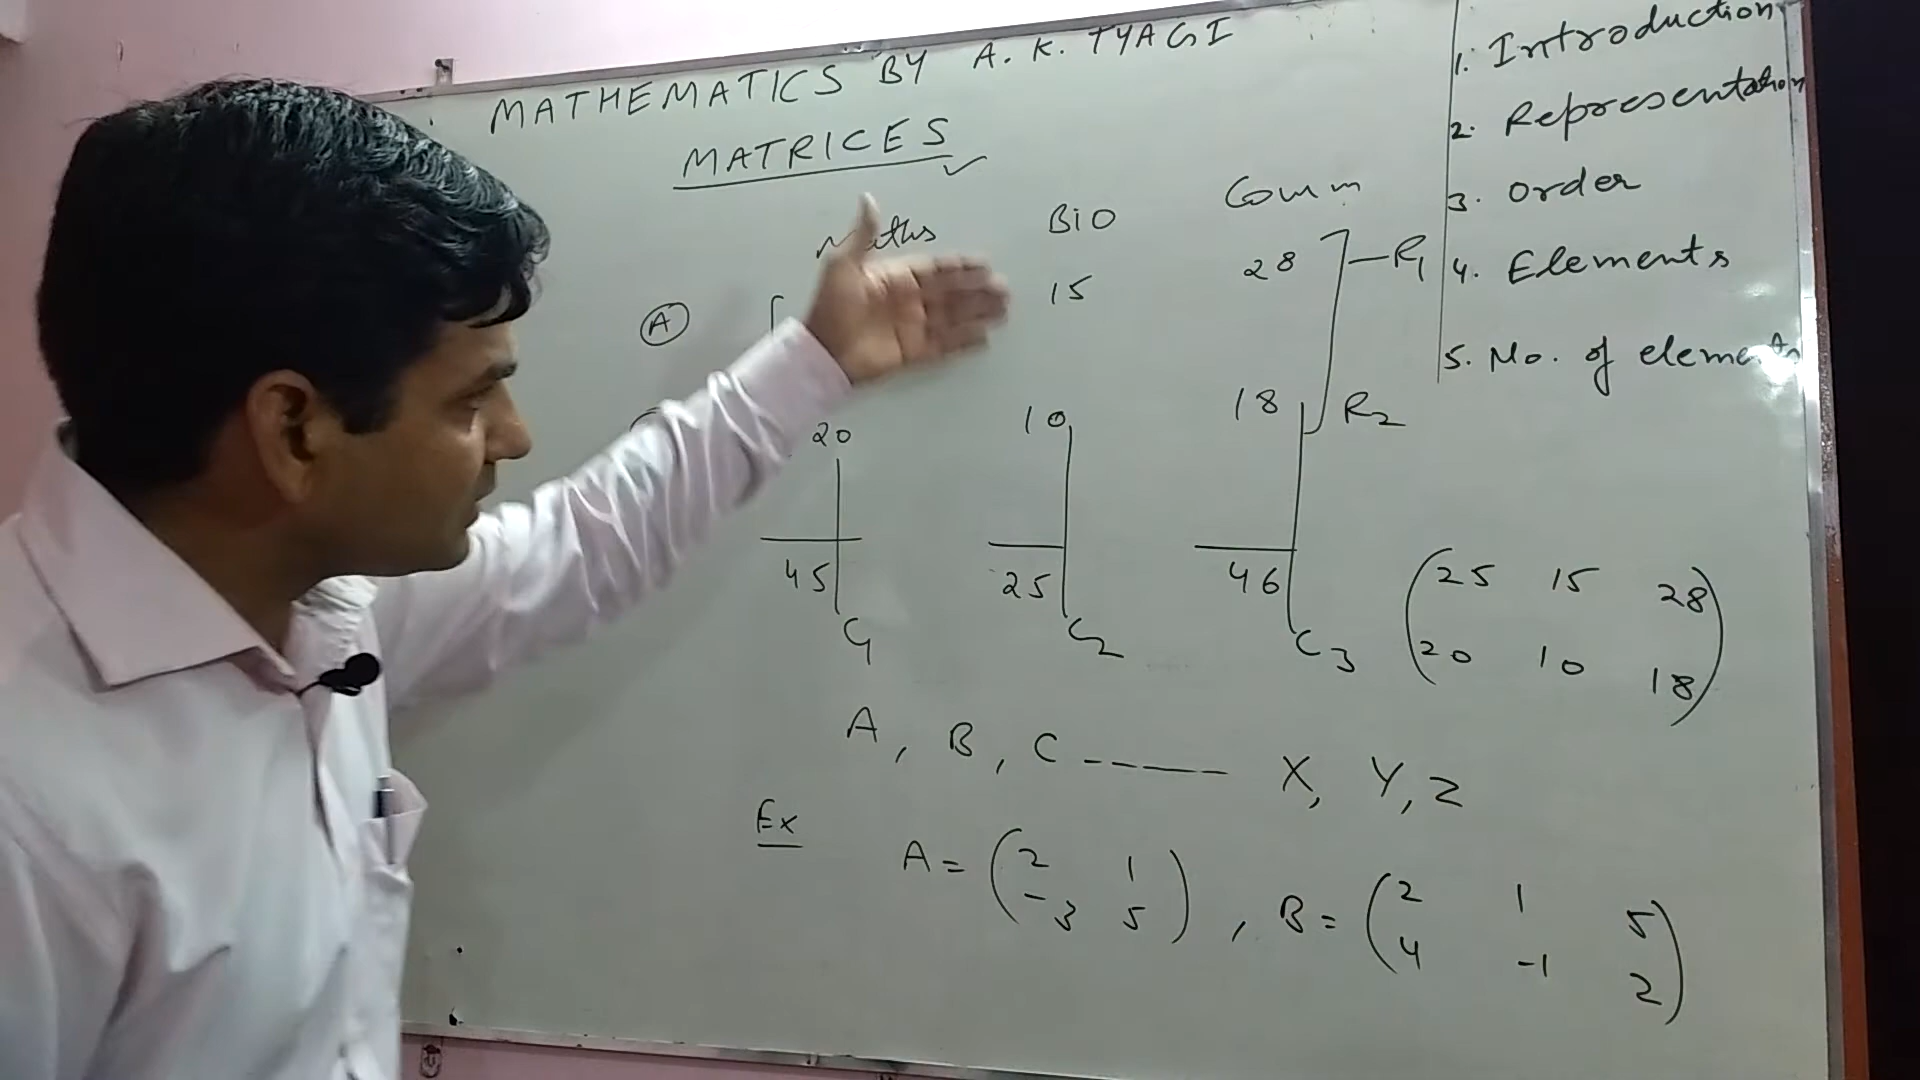 MATHEMATICS BY A. K. TYAGI
MATRICES
Maths BiO Comm
A 15 28 R1
20 10 18 R2
45 25 46
C1 C2 C3
25 15 28
20 10 18
A, B, C ----- X, Y, Z
Ex
A = (2 1
-3 5), B = (2 1 5
4 -1 2)
1. Introduction
2. Representation
3. Order
4. Elements
5. No. of elements